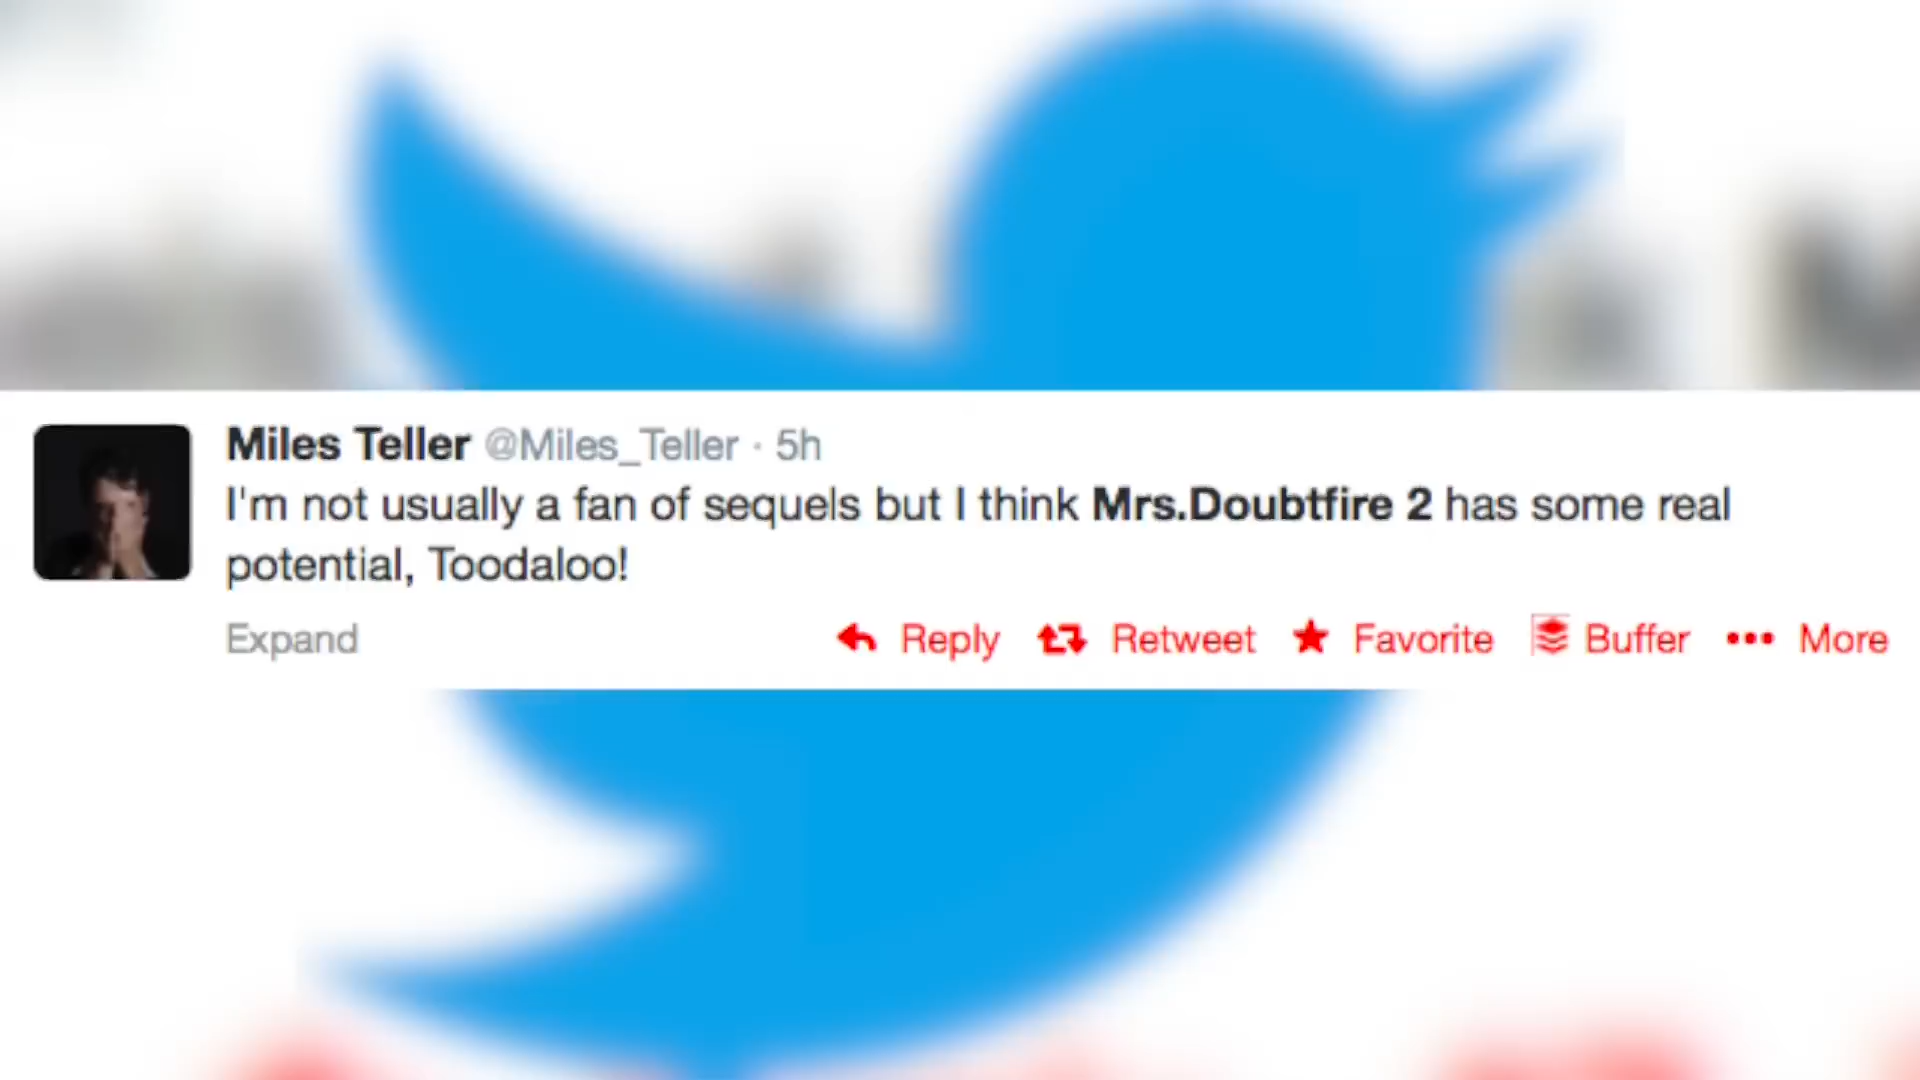 Miles Teller @Miles_Teller · 5h
I'm not usually a fan of sequels but I think Mrs.Doubtfire 2 has some real
potential, Toodaloo!
Expand Reply Retweet Favorite Buffer ••• More